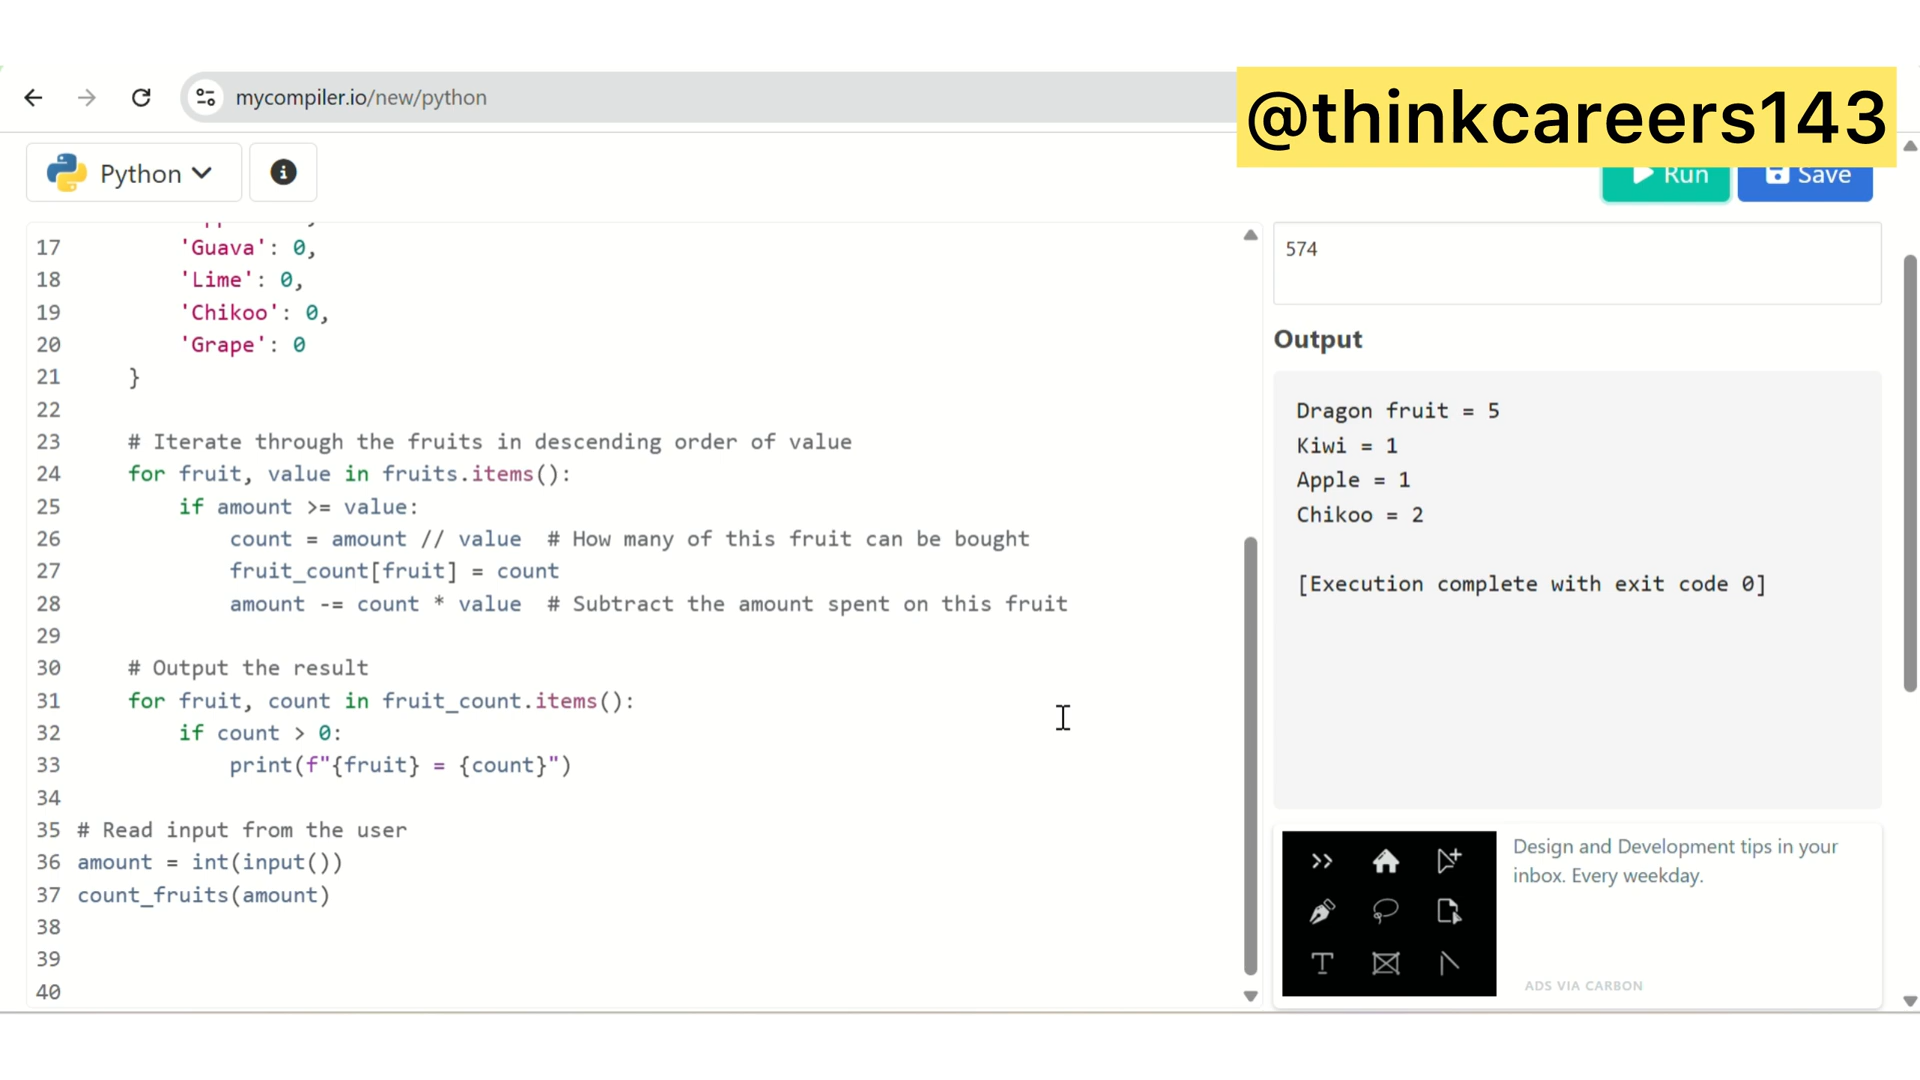 mycompiler.io/new/python
@thinkcareers143
Python
Run
Save
17 'Guava': 0,
18 'Lime': 0,
19 'Chikoo': 0,
20 'Grape': 0
21 }
22
23 # Iterate through the fruits in descending order of value
24 for fruit, value in fruits.items():
25 if amount >= value:
26 count = amount // value # How many of this fruit can be bought
27 fruit_count[fruit] = count
28 amount -= count * value # Subtract the amount spent on this fruit
29
30 # Output the result
31 for fruit, count in fruit_count.items():
32 if count > 0:
33 print(f"{fruit} = {count}")
34
35 # Read input from the user
36 amount = int(input())
37 count_fruits(amount)
38
39
40
574
Output
Dragon fruit = 5
Kiwi = 1
Apple = 1
Chikoo = 2
[Execution complete with exit code 0]
Design and Development tips in your
inbox. Every weekday.
ADS VIA CARBON